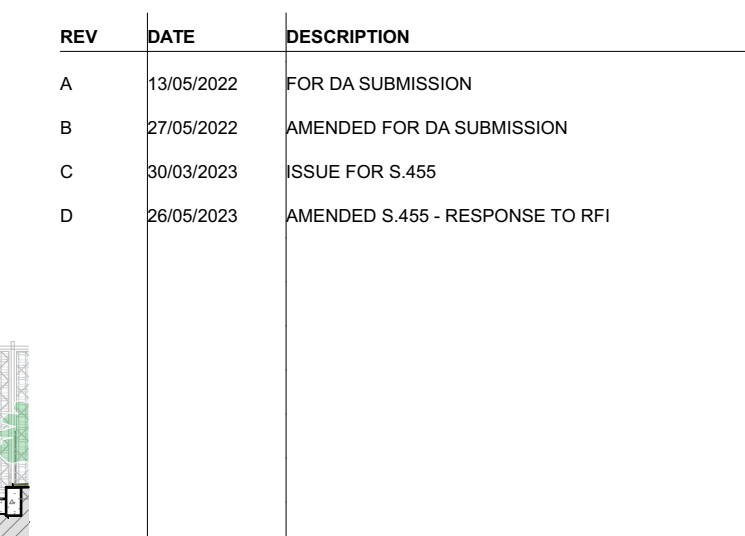 REV DATE DESCRIPTION
A 13/05/2022 FOR DA SUBMISSION
B 27/05/2022 AMENDED FOR DA SUBMISSION
C 30/03/2023 ISSUE FOR S.455
D 26/05/2023 AMENDED S.455 - RESPONSE TO RFI